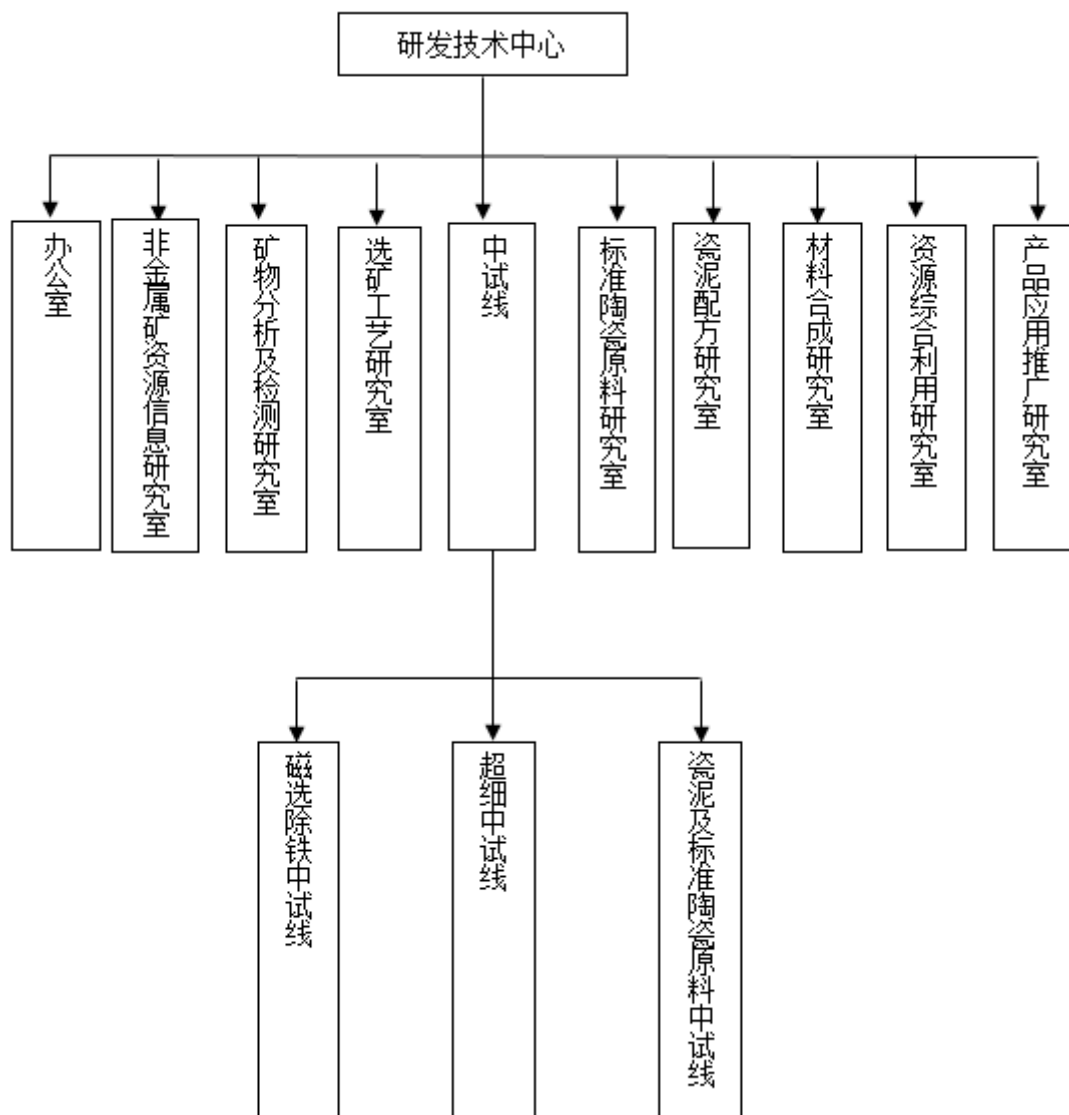 研发技术中心
办公室
非金属矿资源信息研究室
矿物分析及检测研究室
选矿工艺研究室
中试线
标准陶瓷原料研究室
瓷泥配方研究室
材料合成研究室
资源综合利用研究室
产品应用推广研究室
磁选除铁中试线
超细中试线
瓷泥及标准陶瓷原料中试线